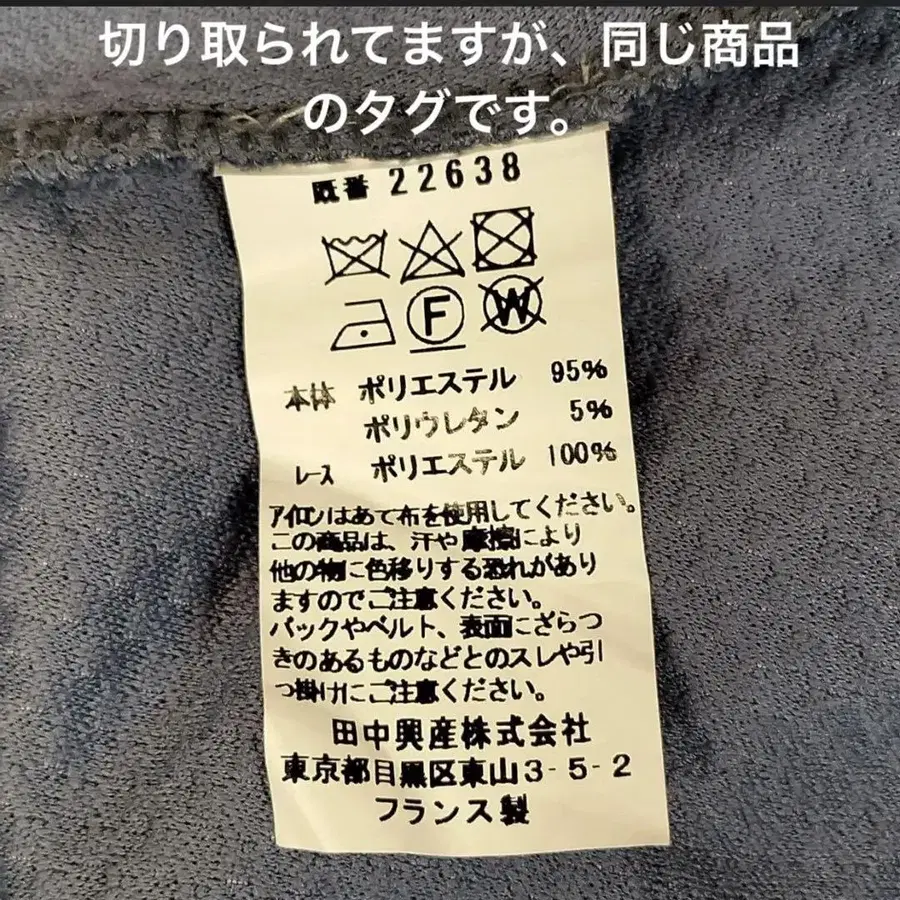 切り取られてますが、同じ商品
のタグです。
既番 22638
F W
本体 ポリエステル 95%
ポリウレタン 5%
レース ポリエステル 100%
アイロンはあて布を使用してください。
この商品は、汗や摩擦により
他の物に色移りする恐れがあり
ますのでご注意ください。
バックやベルト、表面にざらつ
きのあるものなどとのスレや引
っ掛けにご注意ください。
田中興産株式会社
東京都目黒区東山3-5-2
フランス製